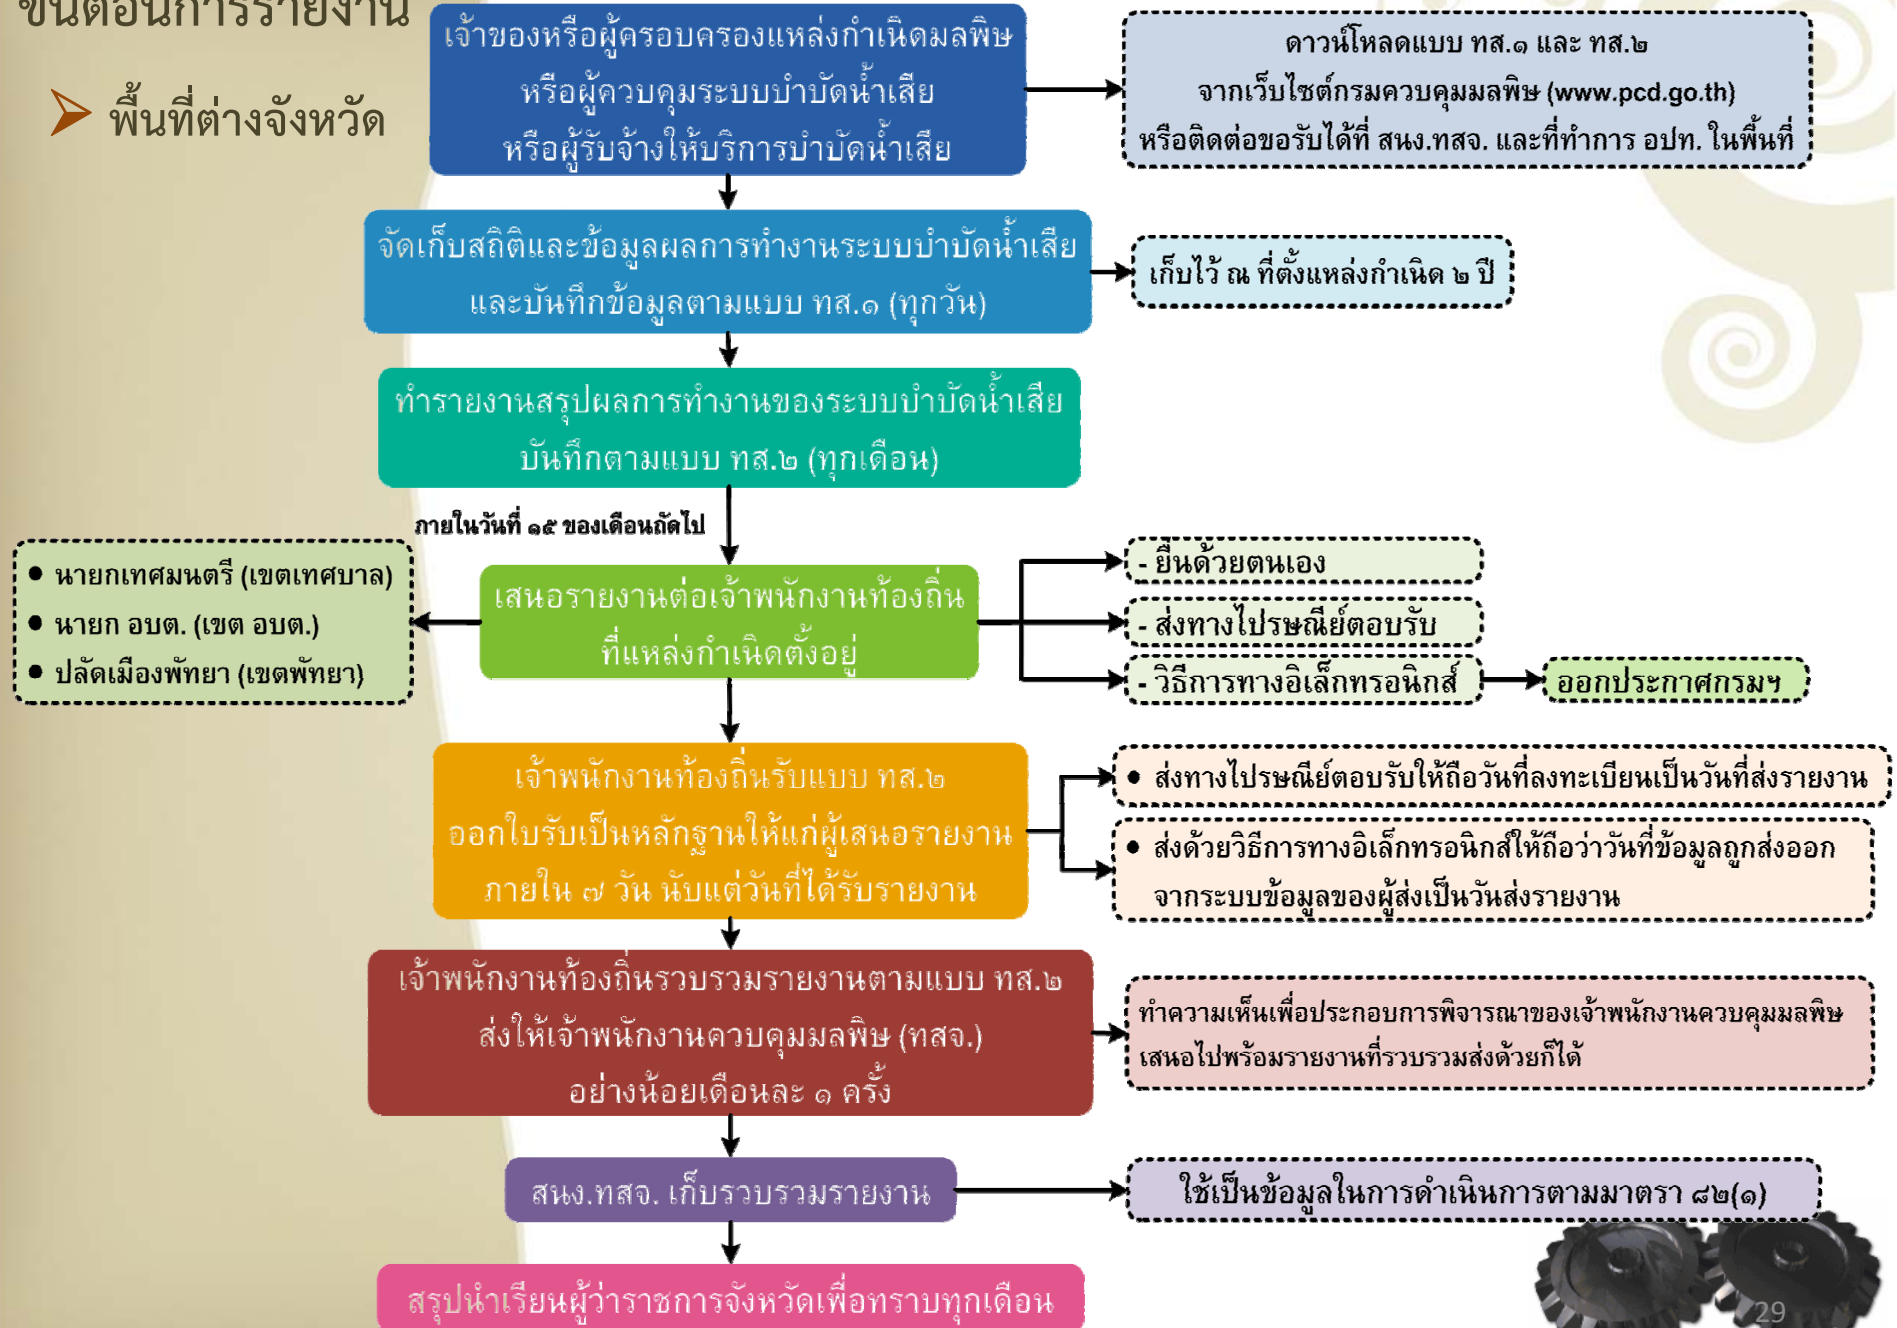 ขั้นตอนการรายงาน
พื้นที่ต่างจังหวัด
เจ้าของหรือผู้ครอบครองแหล่งกำเนิดมลพิษ
หรือผู้ควบคุมระบบบำบัดน้ำเสีย
หรือผู้รับจ้างให้บริการบำบัดน้ำเสีย
ดาวน์โหลดแบบ ทส.๑ และ ทส.๒
จากเว็บไซต์กรมควบคุมมลพิษ (www.pcd.go.th)
หรือติดต่อขอรับได้ที่ สนง.ทสจ. และที่ทำการ อปท. ในพื้นที่
จัดเก็บสถิติและข้อมูลผลการทำงานระบบบำบัดน้ำเสีย
และบันทึกข้อมูลตามแบบ ทส.๑ (ทุกวัน)
เก็บไว้ ณ ที่ตั้งแหล่งกำเนิด ๒ ปี
ทำรายงานสรุปผลการทำงานของระบบบำบัดน้ำเสีย
บันทึกตามแบบ ทส.๒ (ทุกเดือน)
ภายในวันที่ ๑๕ ของเดือนถัดไป
● นายกเทศมนตรี (เขตเทศบาล)
● นายก อบต. (เขต อบต.)
● ปลัดเมืองพัทยา (เขตพัทยา)
เสนอรายงานต่อเจ้าพนักงานท้องถิ่น
ที่แหล่งกำเนิดตั้งอยู่
- ยื่นด้วยตนเอง
- ส่งทางไปรษณีย์ตอบรับ
- วิธีการทางอิเล็กทรอนิกส์
ออกประกาศกรมฯ
เจ้าพนักงานท้องถิ่นรับแบบ ทส.๒
ออกใบรับเป็นหลักฐานให้แก่ผู้เสนอรายงาน
ภายใน ๗ วัน นับแต่วันที่ได้รับรายงาน
● ส่งทางไปรษณีย์ตอบรับให้ถือวันที่ลงทะเบียนเป็นวันที่ส่งรายงาน
● ส่งด้วยวิธีการทางอิเล็กทรอนิกส์ให้ถือว่าวันที่ข้อมูลถูกส่งออก
จากระบบข้อมูลของผู้ส่งเป็นวันส่งรายงาน
เจ้าพนักงานท้องถิ่นรวบรวมรายงานตามแบบ ทส.๒
ส่งให้เจ้าพนักงานควบคุมมลพิษ (ทสจ.)
อย่างน้อยเดือนละ ๑ ครั้ง
ทำความเห็นเพื่อประกอบการพิจารณาของเจ้าพนักงานควบคุมมลพิษ
เสนอไปพร้อมรายงานที่รวบรวมส่งด้วยก็ได้
สนง.ทสจ. เก็บรวบรวมรายงาน
ใช้เป็นข้อมูลในการดำเนินการตามมาตรา ๘๒(๑)
สรุปนำเรียนผู้ว่าราชการจังหวัดเพื่อทราบทุกเดือน
29